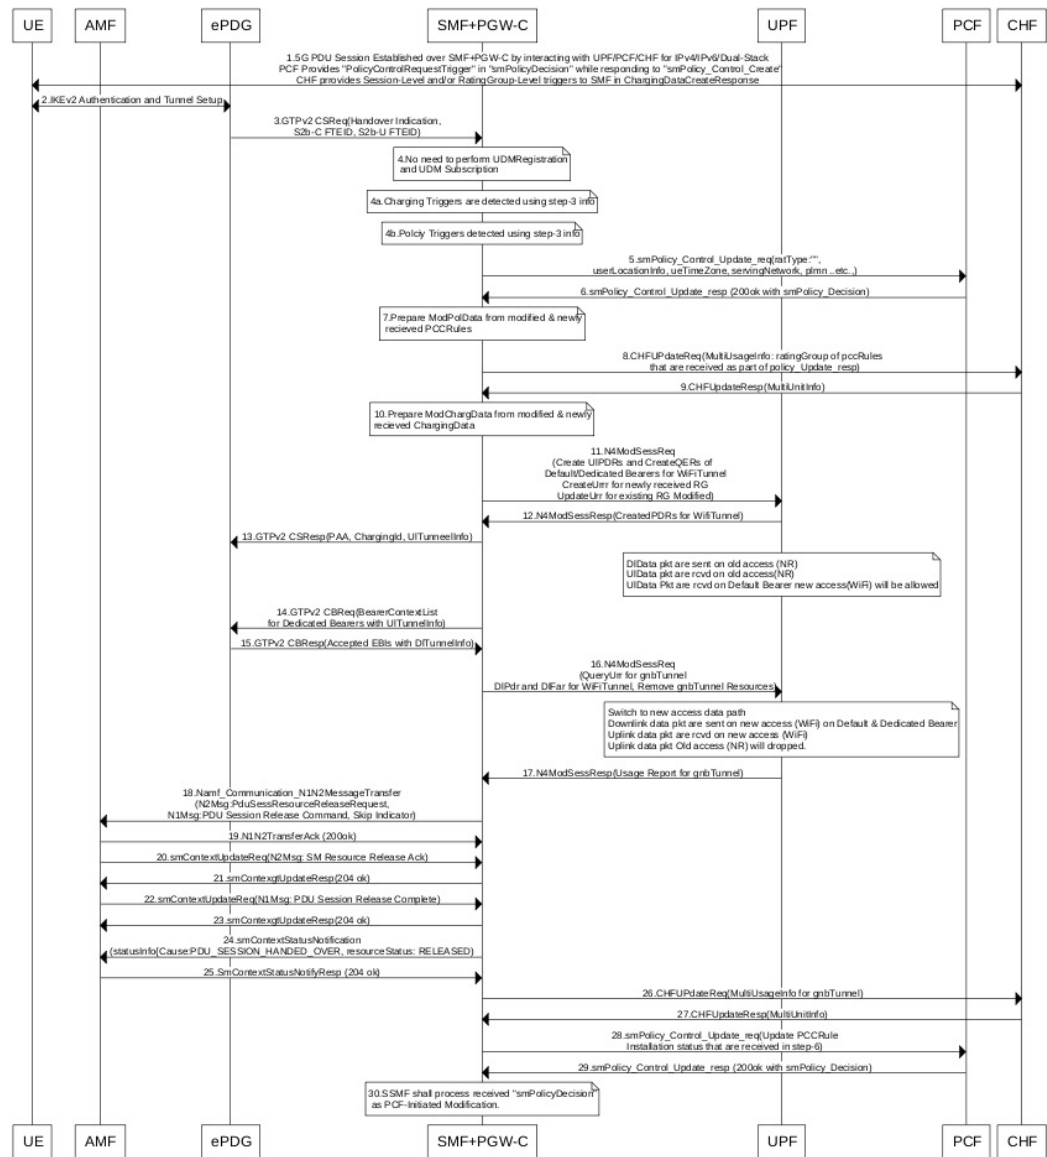 UE AMF ePDG SMF+PGW-C UPF PCF CHF
1.5G PDU Session Established over SMF+PGW-C by interacting with UPF/PCF/CHF for IPv4/IPv6/Dual-Stack
PCF Provides "PolicyControlRequestTrigger" in "smPolicyDecision" while responding to "smPolicy_Control_Create"
CHF provides Session-Level and/or RatingGroup-Level triggers to SMF in ChargingDataCreateResponse
2.IKEv2 Authentication and Tunnel Setup
3.GTPv2 CSReq(Handover Indication,
S2b-C FTEID, S2b-U FTEID)
4.No need to perform UDMRegistration
and UDM Subscription
4a.Charging Triggers are detected using step-3 info
4b.Polciy Triggers detected using step-3 info
5.smPolicy_Control_Update_req(ratType:"",
userLocationInfo, ueTimeZone, servingNetwork, plmn ..etc..,)
6.smPolicy_Control_Update_resp (200ok with smPolicy_Decision)
7.Prepare ModPolData from modified & newly
recieved PCCRules
8.CHFUPdateReq(MultiUsageInfo: ratingGroup of pccRules
that are received as part of policy_Update_resp)
9.CHFUpdateResp(MultiUnitInfo)
10.Prepare ModChargData from modified & newly
recieved ChargingData
11.N4ModSessReq
(Create UlPDRs and CreateQERs of
Default/Dedicated Bearers for WiFiTunnel
CreateUrrr for newly received RG
UpdateUrr for existing RG Modified)
12.N4ModSessResp(CreatedPDRs for WifiTunnel)
13.GTPv2 CSResp(PAA, ChargingId, UlTunneelInfo)
DlData pkt are sent on old access (NR)
UlData pkt are rcvd on old access(NR)
UlData Pkt are rcvd on Default Bearer new access(WiFi) will be allowed
14.GTPv2 CBReq(BearerContextList
for Dedicated Bearers with UlTunnelInfo)
15.GTPv2 CBResp(Accepted EBIs with DlTunnelInfo)
16.N4ModSessReq
(QueryUrr for gnbTunnel
DlPdr and DlFar for WiFiTunnel, Remove gnbTunnel Resources)
Switch to new access data path
Downlink data pkt are sent on new access (WiFi) on Default & Dedicated Bearer
Uplink data pkt are rcvd on new access (WiFi)
Uplink data pkt Old access (NR) will dropped.
17.N4ModSessResp(Usage Report for gnbTunnel)
18.Namf_Communication_N1N2MessageTransfer
(N2Msg:PduSessResourceReleaseRequest,
N1Msg:PDU Session Release Command, Skip Indicator)
19.N1N2TransferAck (200ok)
20.smContextUpdateReq(N2Msg: SM Resource Release Ack)
21.smContexgtUpdateResp(204 ok)
22.smContextUpdateReq(N1Msg: PDU Session Release Complete)
23.smContexgtUpdateResp(204 ok)
24.smContextStatusNotification
(statusInfo[Cause:PDU_SESSION_HANDED_OVER, resourceStatus: RELEASED)
25.SmContextStatusNotifyResp (204 ok)
26.CHFUPdateReq(MultiUsageInfo for gnbTunnel)
27.CHFUpdateResp(MultiUnitInfo)
28.smPolicy_Control_Update_req(Update PCCRule
Installation status that are received in step-6)
29.smPolicy_Control_Update_resp (200ok with smPolicy_Decision)
30.SSMF shall process received "smPolicyDecision"
as PCF-Initiated Modification.
UE AMF ePDG SMF+PGW-C UPF PCF CHF